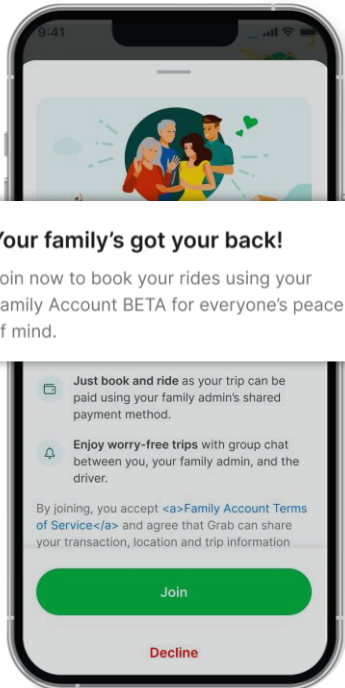 9:41
Your family's got your back!
Join now to book your rides using your
Family Account BETA for everyone's peace
of mind.
Just book and ride as your trip can be
paid using your family admin's shared
payment method.
Enjoy worry-free trips with group chat
between you, your family admin, and the
driver.
By joining, you accept <a>Family Account Terms
of Service</a> and agree that Grab can share
your transaction, location and trip information
Join
Decline